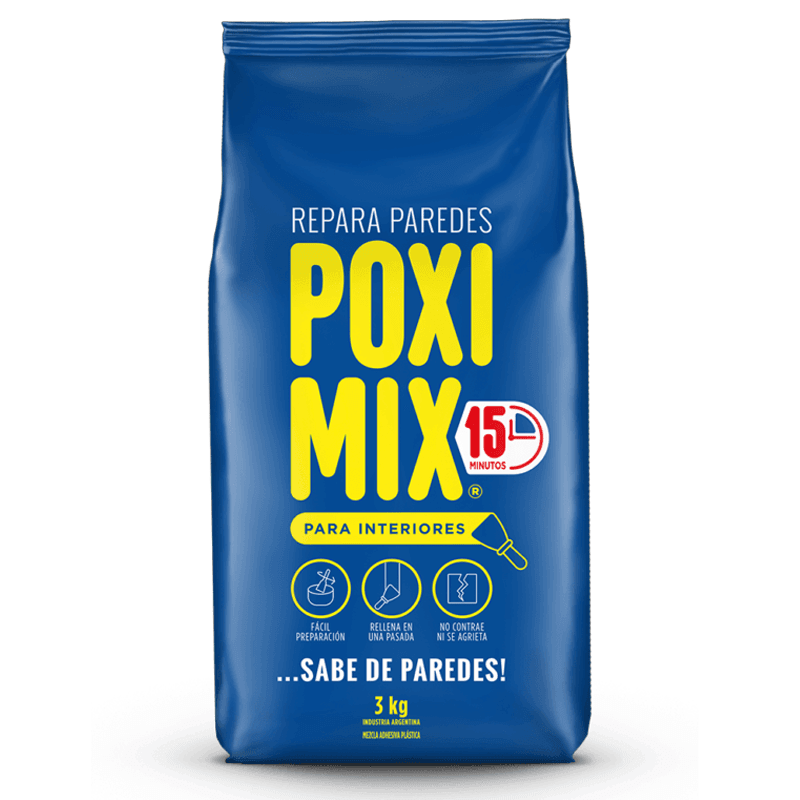 REPARA PAREDES
POXI
MIX®
15
MINUTOS
PARA INTERIORES
FÁCIL
PREPARACIÓN
RELLENA EN
UNA PASADA
NO CONTRAE
NI SE AGRIETA
...SABE DE PAREDES!
3 kg
INDUSTRIA ARGENTINA
MEZCLA ADHESIVA PLÁSTICA